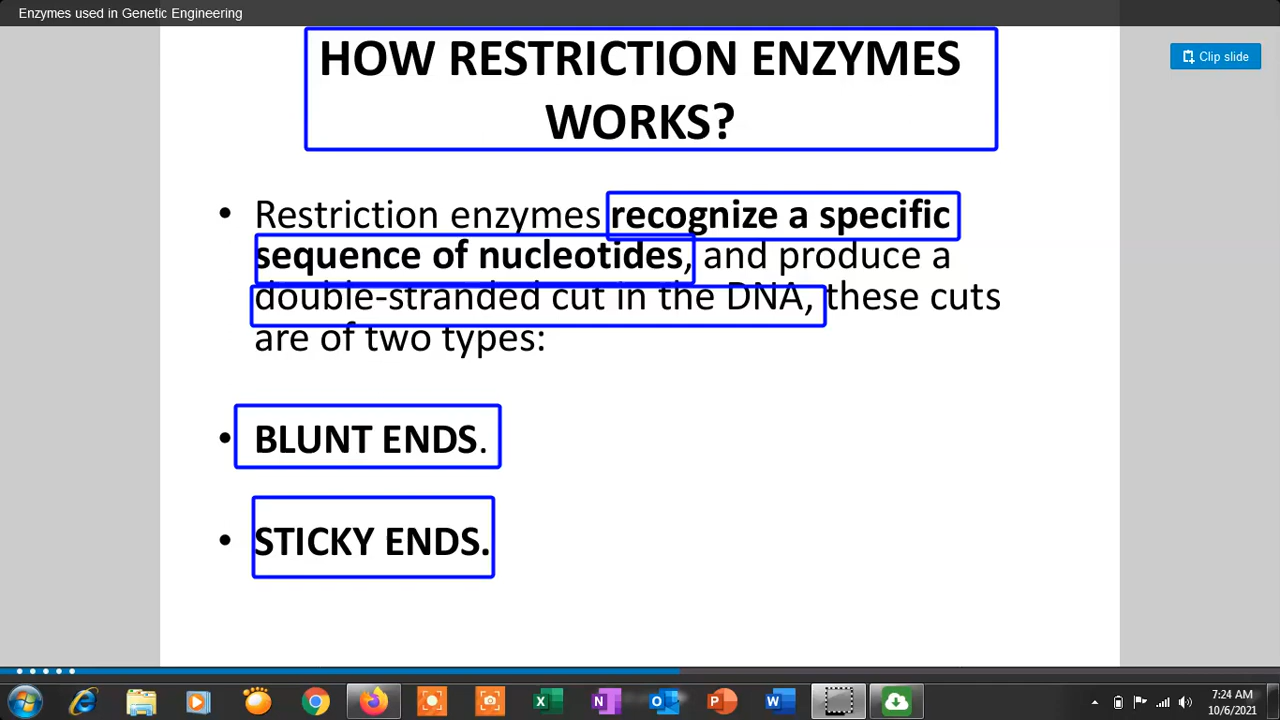 Enzymes used in Genetic Engineering
Clip slide
HOW RESTRICTION ENZYMES
WORKS?
• Restriction enzymes recognize a specific
sequence of nucleotides, and produce a
double-stranded cut in the DNA, these cuts
are of two types:
• BLUNT ENDS.
• STICKY ENDS.
7:24 AM
10/6/2021